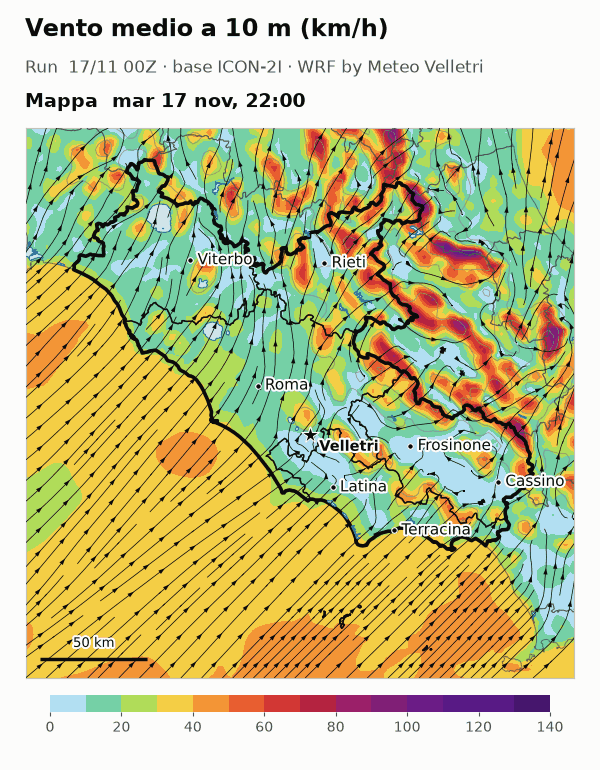 Vento medio a 10 m (km/h)
Run  17/11 00Z · base ICON-2I · WRF by Meteo Velletri
Mappa  mar 17 nov, 22:00
Viterbo
Rieti
Roma
Velletri
Frosinone
Latina
Cassino
Terracina
50 km
0 20 40 60 80 100 120 140